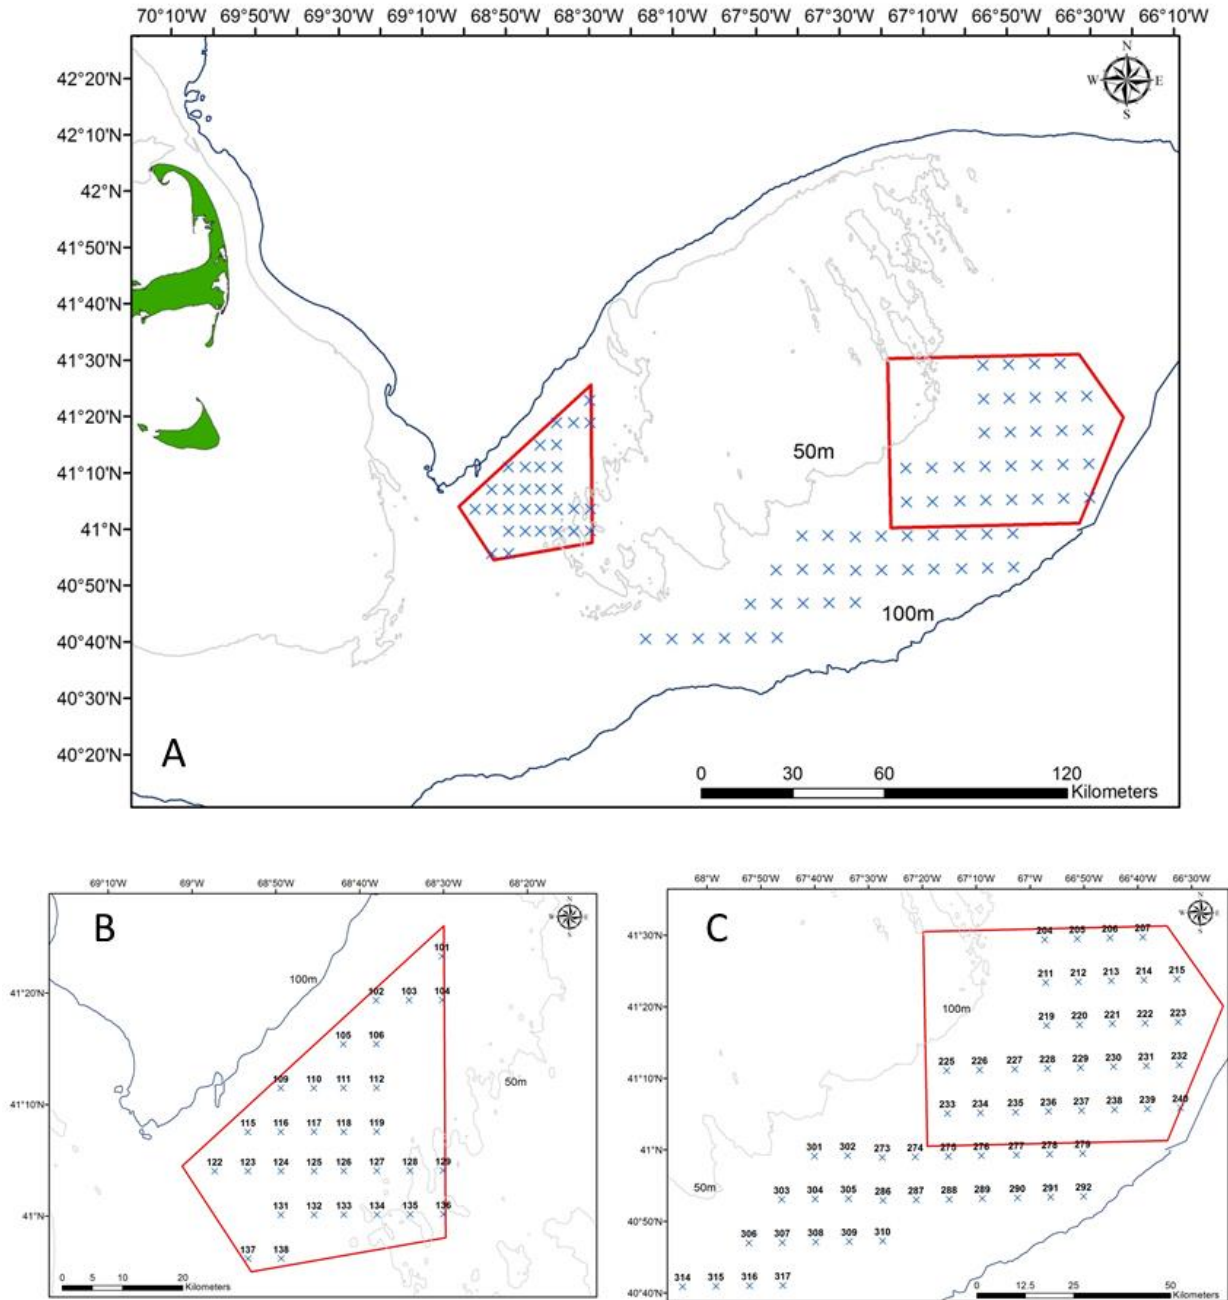 70°10'W 69°50'W 69°30'W 69°10'W 68°50'W 68°30'W 68°10'W 67°50'W 67°30'W 67°10'W 66°50'W 66°30'W 66°10'W
N
W E
S
42°20'N
42°10'N
42°N
41°50'N
41°40'N
41°30'N
41°20'N
41°10'N
50m
41°N
40°50'N
100m
40°40'N
40°30'N
40°20'N
A
0 30 60 120
Kilometers
69°10'W 69°W 68°50'W 68°40'W 68°30'W 68°20'W
B
101
100m
41°20'N
102 103 104
105 106
109 110 111 112
50m
41°10'N
115 116 117 118 119
122 123 124 125 126 127 128 129
131 132 133 134 135 136
41°N
137 138
0 5 10 20
Kilometers
68°W 67°50'W 67°40'W 67°30'W 67°20'W 67°10'W 67°W 66°50'W 66°40'W 66°30'W
C
41°30'N
204 205 206 207
211 212 213 214 215
41°20'N
100m
219 220 221 222 223
41°10'N
225 226 227 228 229 230 231 232
233 234 235 236 237 238 239 240
41°N
301 302 273 274 275 276 277 278 279
50m
303 304 305 286 287 288 289 290 291 292
40°50'N
306 307 308 309 310
314 315 316 317
40°40'N
0 12.5 25 50
Kilometers